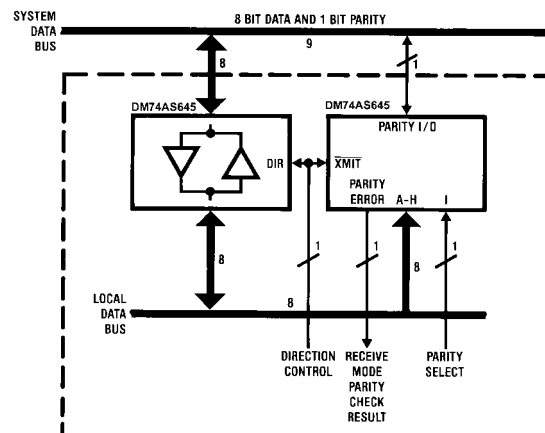 SYSTEM
DATA
BUS
8 BIT DATA AND 1 BIT PARITY
9
8
1
DM74AS645
DM74AS645
PARITY I/O
DIR
XMIT
PARITY
ERROR
A-H
I
8
1
1
8
1
LOCAL
DATA
BUS
8
DIRECTION
CONTROL
RECEIVE
MODE
PARITY
CHECK
RESULT
PARITY
SELECT